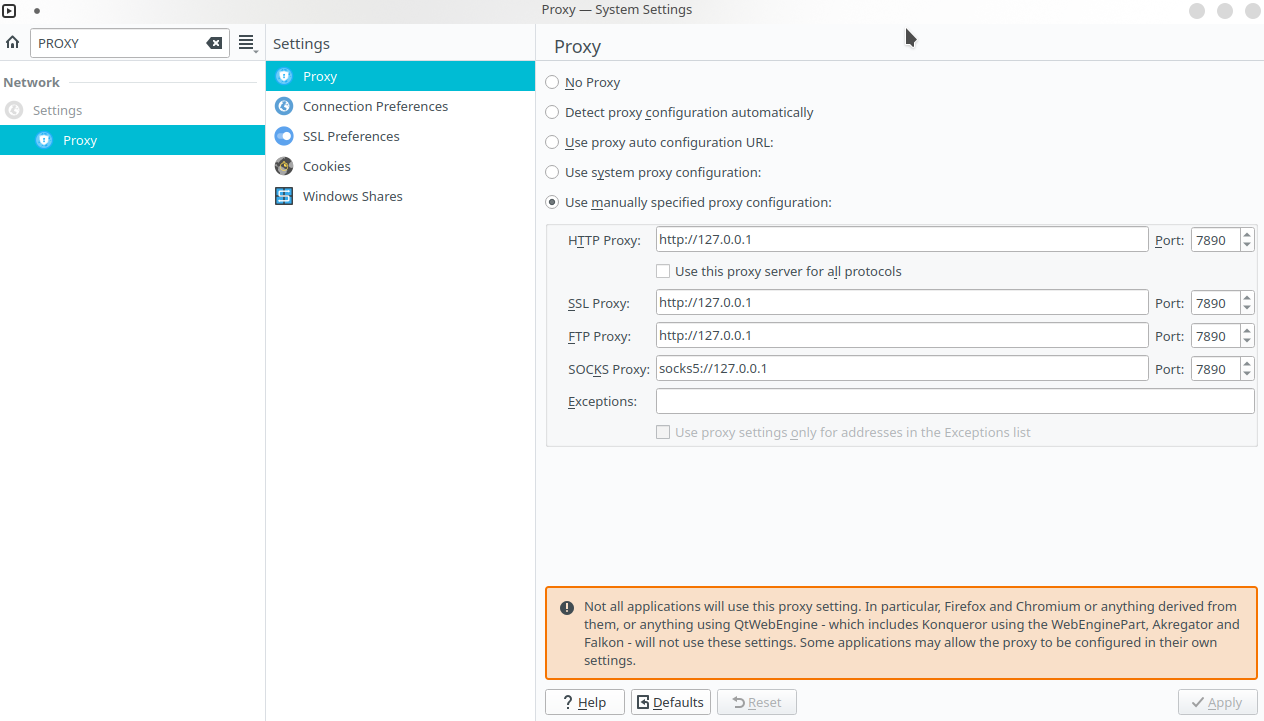 Proxy — System Settings
PROXY
Settings
Proxy
Network
Settings
Proxy
Proxy
Connection Preferences
SSL Preferences
Cookies
Windows Shares
No Proxy
Detect proxy configuration automatically
Use proxy auto configuration URL:
Use system proxy configuration:
Use manually specified proxy configuration:
HTTP Proxy: http://127.0.0.1 Port: 7890
Use this proxy server for all protocols
SSL Proxy: http://127.0.0.1 Port: 7890
FTP Proxy: http://127.0.0.1 Port: 7890
SOCKS Proxy: socks5://127.0.0.1 Port: 7890
Exceptions:
Use proxy settings only for addresses in the Exceptions list
Not all applications will use this proxy setting. In particular, Firefox and Chromium or anything derived from
them, or anything using QtWebEngine - which includes Konqueror using the WebEnginePart, Akregator and
Falkon - will not use these settings. Some applications may allow the proxy to be configured in their own
settings.
? Help
Defaults
Reset
Apply